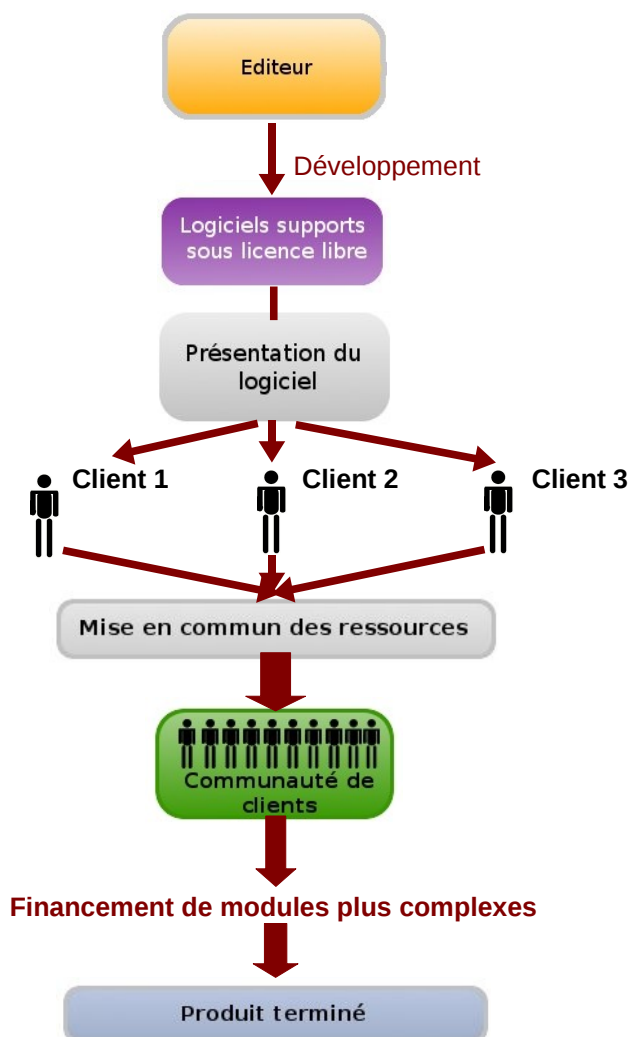 Editeur
Développement
Logiciels supports
sous licence libre
Présentation du
logiciel
Client 1
Client 2
Client 3
Mise en commun des ressources
Communauté de
clients
Financement de modules plus complexes
Produit terminé